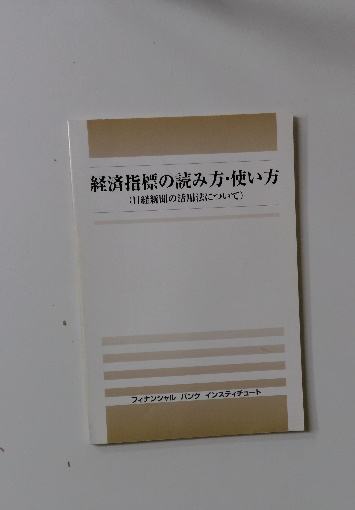 経済指標の読み方・使い方
(日経新聞の活用法について)
フィナンシャル バンク インスティチュート